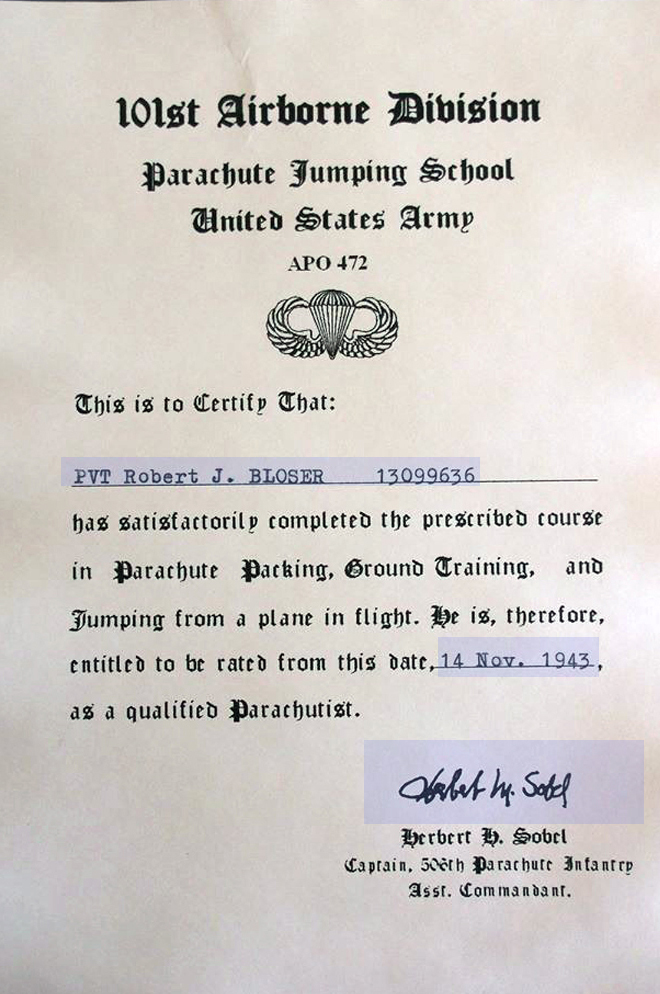 101st Airborne Division
Parachute Jumping School
United States Army
APO 472
This is to Certify That:
PVT Robert J. BLOSER 13099636
has satisfactorily completed the prescribed course
in Parachute Packing, Ground Training, and
Jumping from a plane in flight. He is, therefore,
entitled to be rated from this date, 14 Nov. 1943,
as a qualified Parachutist.
Herbert M. Sobel
Herbert H. Sobel
Captain, 506th Parachute Infantry
Asst. Commandant.